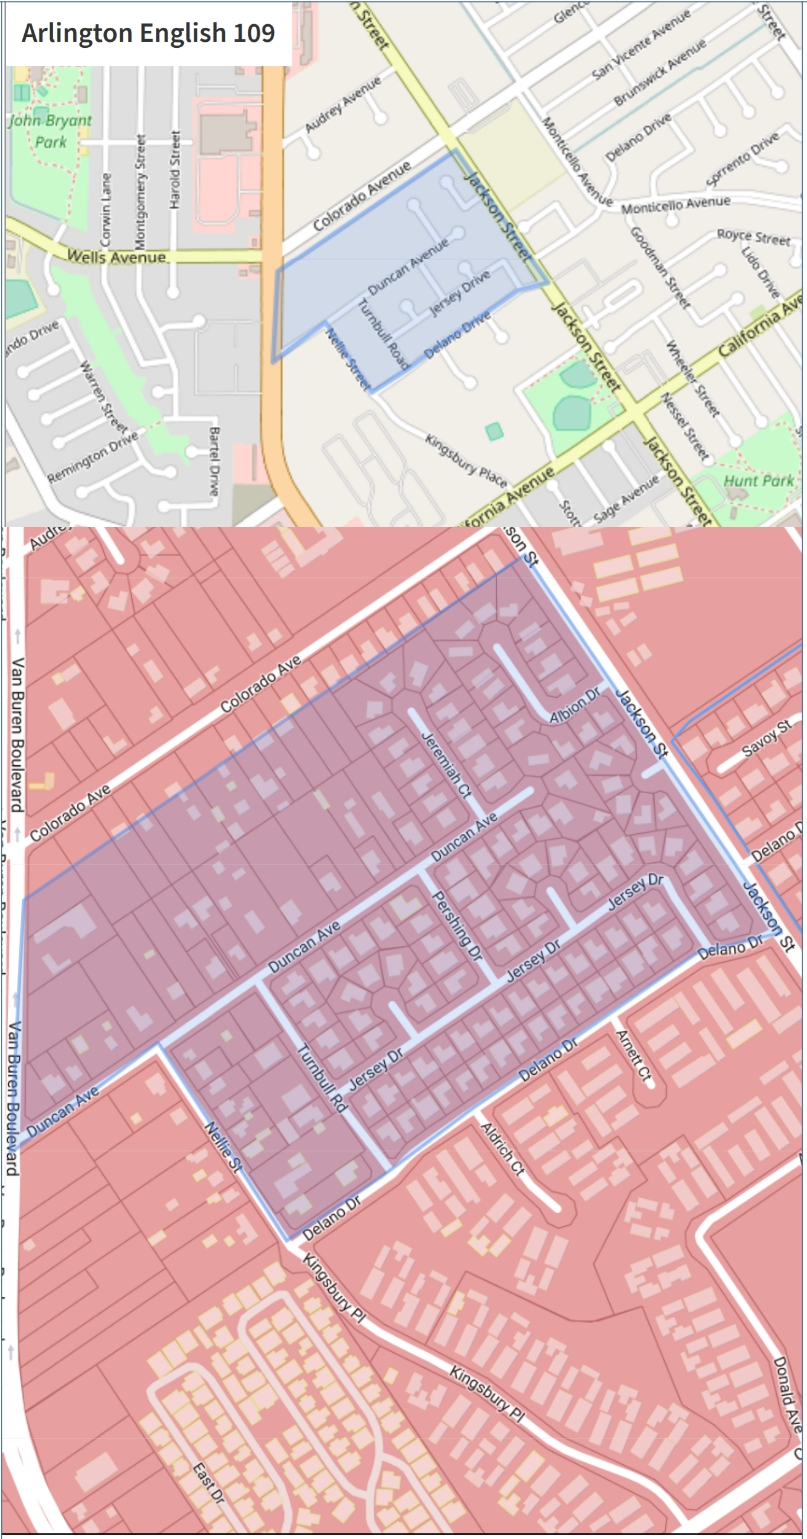 Arlington English 109
n Street
Glenc
Street
San Vicente Avenue
Brunswick Avenue
Audrey Avenue
John Bryant
Park
Corwin Lane
Montgomery Street
Harold Street
Monticello Avenue
Delano Drive
Sorrento Drive
Colorado Avenue
Jackson Street
Monticello Avenue
Wells Avenue
Duncan Avenue
Goodman Street
Royce Street
Lido Drive
Jersey Drive
Turnbull Road
Jackson Street
California Ave
ando Drive
Nellie Street
Delano Drive
Warren Street
Wheeler Street
Nessel Street
Remington Drive
Bartel Drive
Kingsbury Place
Jackson Street
Hunt Park
fornia Avenue
Stott
Sage Avenue
Audre
son St
Van Buren Boulevard
Colorado Ave
Albion Dr
Jackson St
Jeremiah Ct
Savoy St
Colorado Ave
Duncan Ave
Delano D
Jersey Dr
Pershing Dr
Jackson St
Duncan Ave
Jersey Dr
Delano Dr
Van Buren Boulevard
Turnbull Rd
Jersey Dr
Delano Dr
Arnett Ct
Duncan Ave
Nellie St
Aldrich Ct
Delano Dr
Kingsbury Pl
Kingsbury Pl
Donald Ave
East Dr